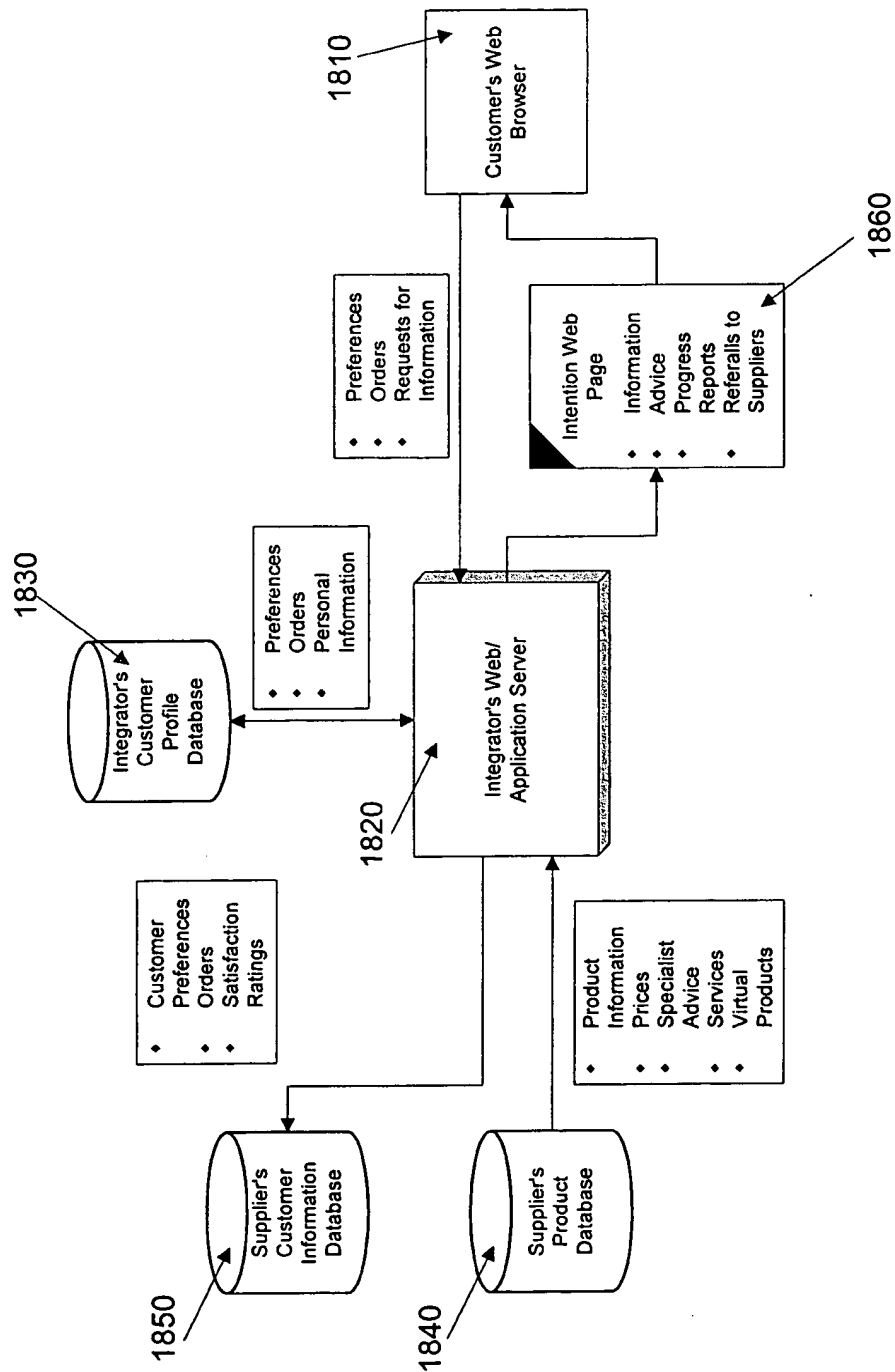 1850
Supplier's
Customer
Information
Database
1840
Supplier's
Product
Database
Customer
Preferences
Orders
Satisfaction
Ratings
Product
Information
Prices
Specialist
Advice
Services
Virtual
Products
1830
Integrator's
Customer
Profile
Database
Preferences
Orders
Personal
Information
1820
Integrator's Web/
Application Server
Preferences
Orders
Requests for
Information
Intention Web
Page
Information
Advice
Progress
Reports
Referalls to
Suppliers
1860
1810
Customer's Web
Browser